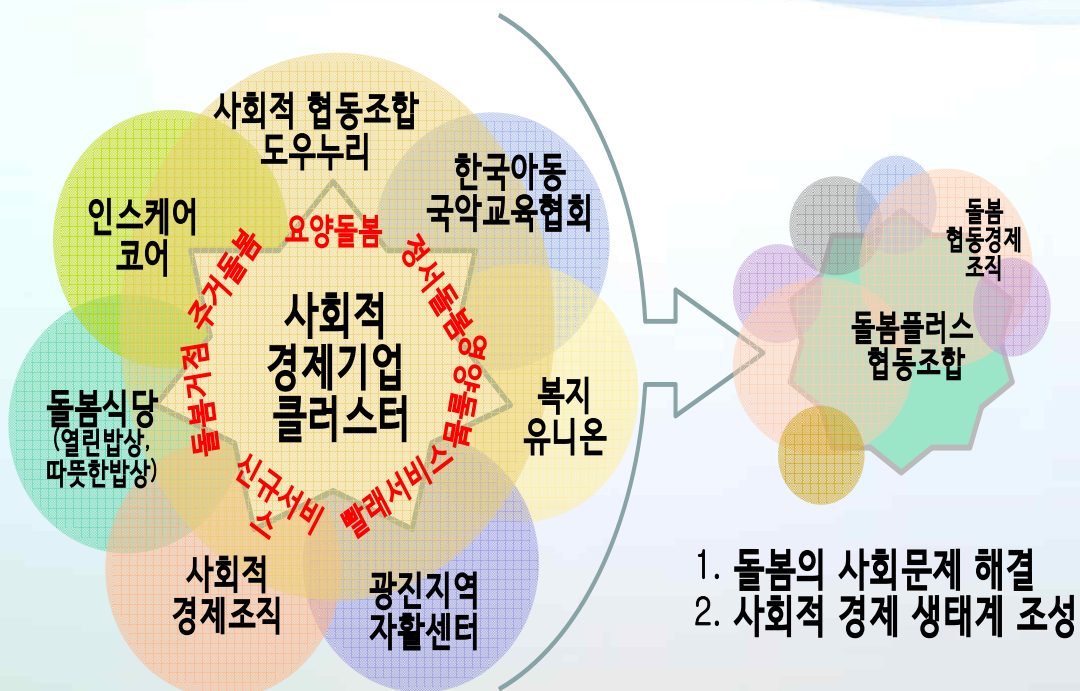 사회적 협동조합
도우누리
한국아동
국악교육협회
인스케어
코어
요양돌봄
주거돌봄
정서돌봄
영양특목
사회적
경제기업
클러스터
돌봄거점
돌봄식당
(열린밥상,
따뜻한밥상)
복지
유니온
신규서비
스
빨래서비스
사회적
경제조직
광진지역
자활센터
돌봄
협동경제
조직
돌봄플러스
협동조합
1. 돌봄의 사회문제 해결
2. 사회적 경제 생태계 조성